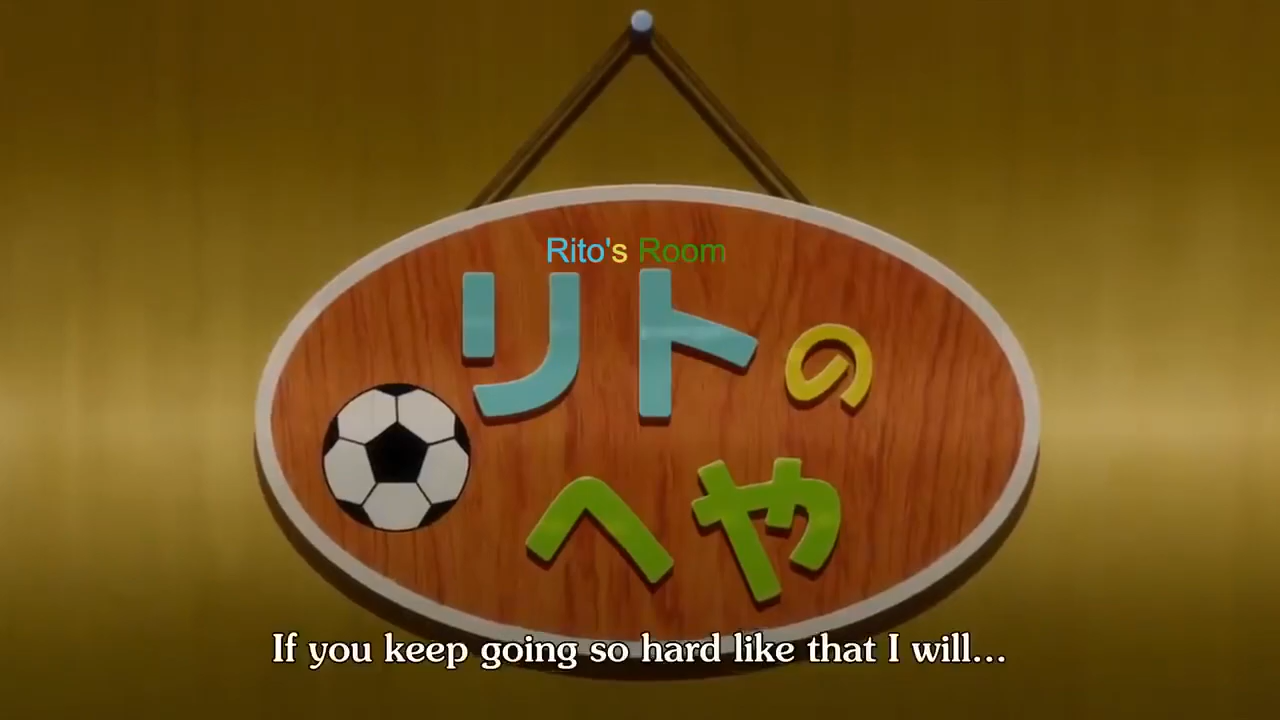 Rito's Room
リトの
へや
If you keep going so hard like that I will...